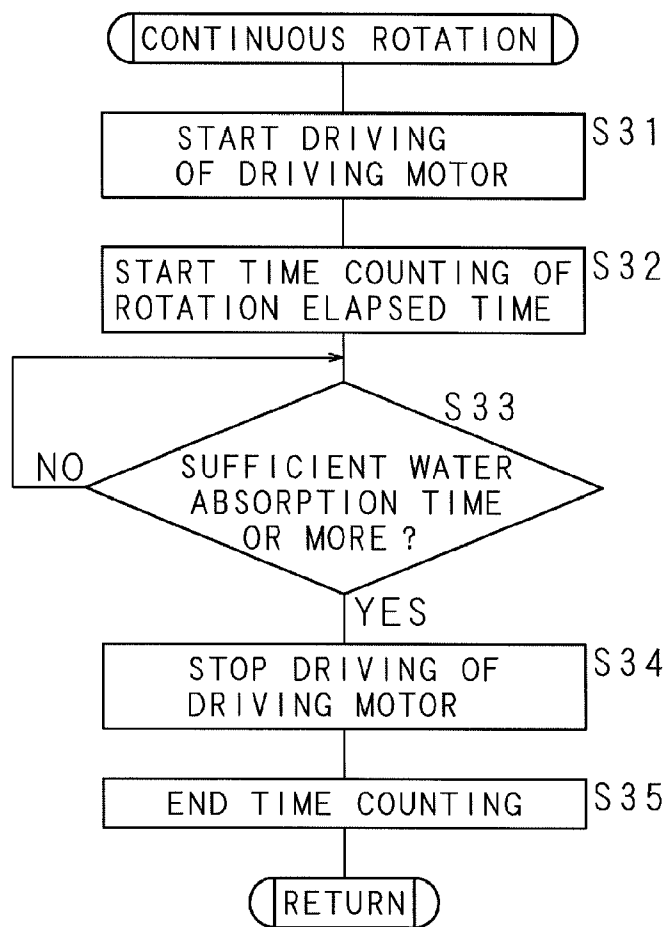 CONTINUOUS ROTATION
START DRIVING
OF DRIVING MOTOR
S31
START TIME COUNTING OF
ROTATION ELAPSED TIME
S32
S33
NO
SUFFICIENT WATER
ABSORPTION TIME
OR MORE?
YES
STOP DRIVING OF
DRIVING MOTOR
S34
END TIME COUNTING
S35
RETURN